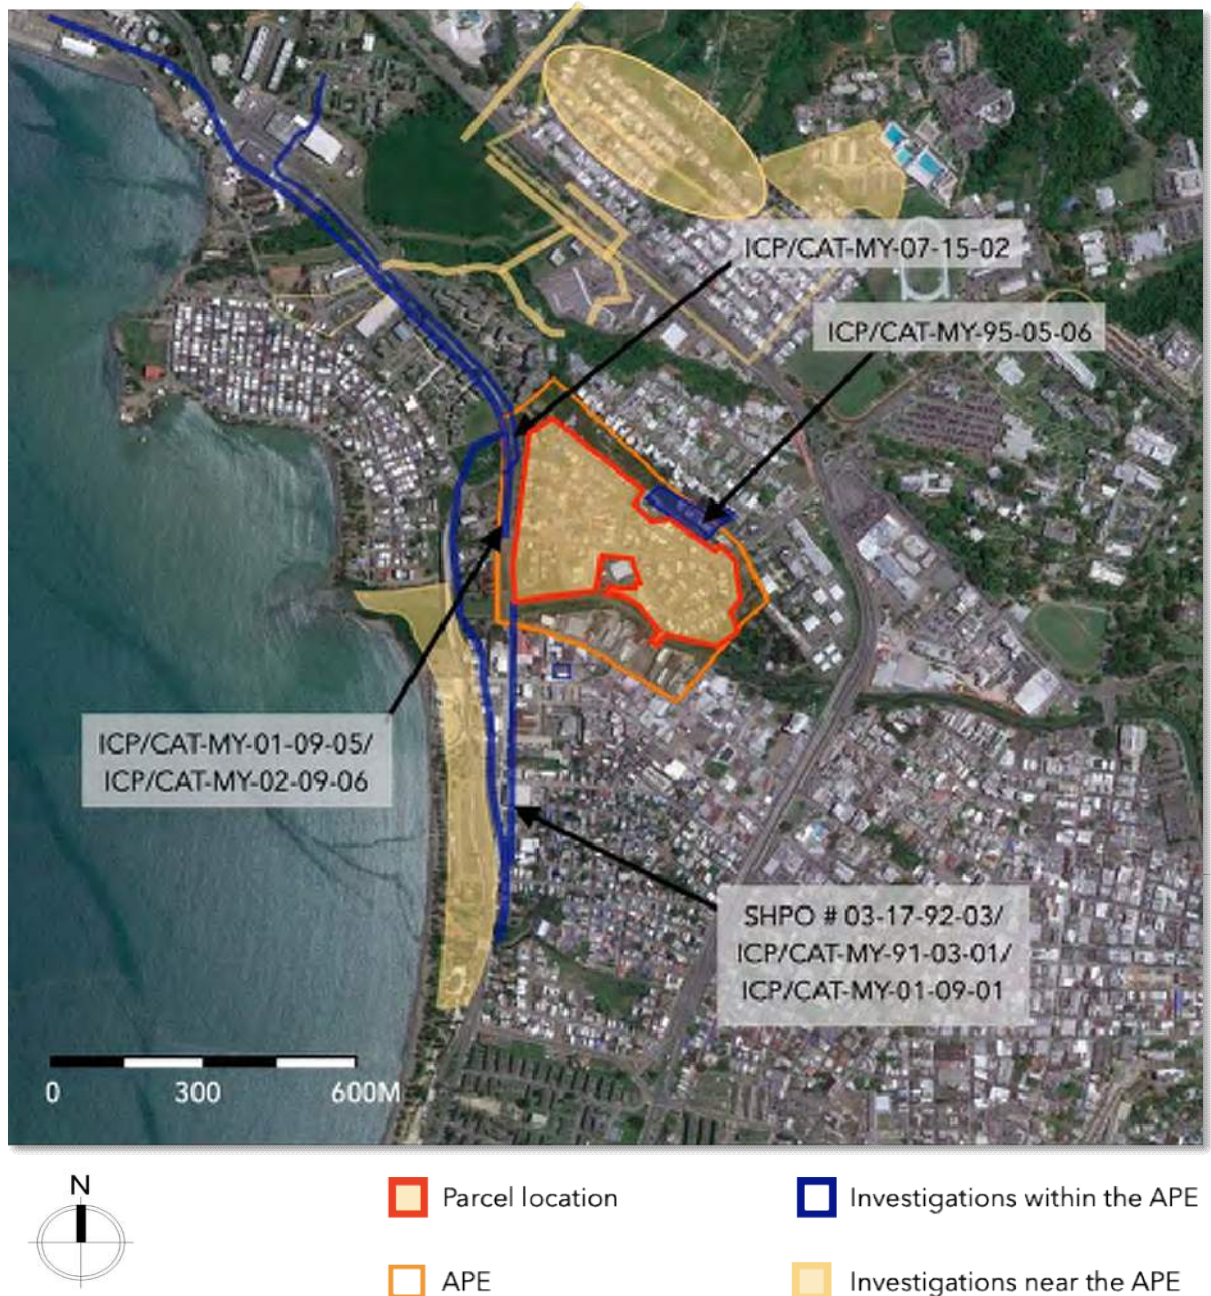 ICP/CAT-MY-07-15-02
ICP/CAT-MY-95-05-06
ICP/CAT-MY-01-09-05/
ICP/CAT-MY-02-09-06
SHPO # 03-17-92-03/
ICP/CAT-MY-91-03-01/
ICP/CAT-MY-01-09-01
0 300 600M
N
Parcel location
Investigations within the APE
APE
Investigations near the APE